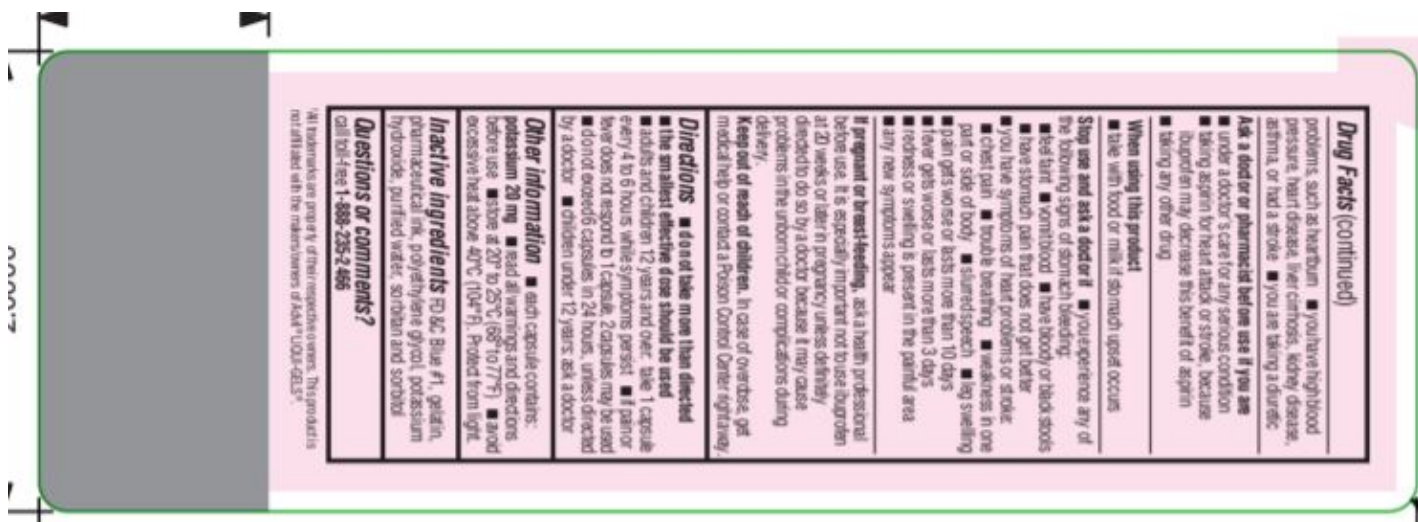 Drug Facts (continued)
problems, such as heartburn ■ you have high blood
pressure, heart disease, liver cirrhosis, kidney disease,
asthma, or had a stroke ■ you are taking a diuretic
Ask a doctor or pharmacist before use if you are
■ under a doctor's care for any serious condition
■ taking aspirin for heart attack or stroke, because
ibuprofen may decrease this benefit of aspirin
■ taking any other drug
When using this product
■ take with food or milk if stomach upset occurs
Stop use and ask a doctor if ■ you experience any of
the following signs of stomach bleeding:
■ feel faint ■ vomit blood ■ have bloody or black stools
■ have stomach pain that does not get better
■ you have symptoms of heart problems or stroke:
■ chest pain ■ trouble breathing ■ weakness in one
part or side of body ■ slurred speech ■ leg swelling
■ pain gets worse or lasts more than 10 days
■ fever gets worse or lasts more than 3 days
■ redness or swelling is present in the painful area
■ any new symptoms appear
If pregnant or breast-feeding, ask a health professional
before use. It is especially important not to use ibuprofen
at 20 weeks or later in pregnancy unless definitely
directed to do so by a doctor because it may cause
problems in the unborn child or complications during
delivery.
Keep out of reach of children. In case of overdose, get
medical help or contact a Poison Control Center right away.
Directions ■ do not take more than directed
■ the smallest effective dose should be used
■ adults and children 12 years and over: take 1 capsule
every 4 to 6 hours while symptoms persist ■ if pain or
fever does not respond to 1 capsule, 2 capsules may be used
■ do not exceed 6 capsules in 24 hours, unless directed
by a doctor ■ children under 12 years: ask a doctor
Other information ■ each capsule contains:
potassium 20 mg ■ read all warnings and directions
before use ■ store at 20° to 25°C (68° to 77°F) ■ avoid
excessive heat above 40°C (104°F). Protect from light.
Inactive ingredients FD&C Blue #1, gelatin,
pharmaceutical ink, polyethylene glycol, potassium
hydroxide, purified water, sorbitan and sorbitol
Questions or comments?
call toll-free 1-888-235-2466
†All trademarks are property of their respective owners. This product is
not affiliated with the makers/owners of Advil® LIQUI-GELS®.